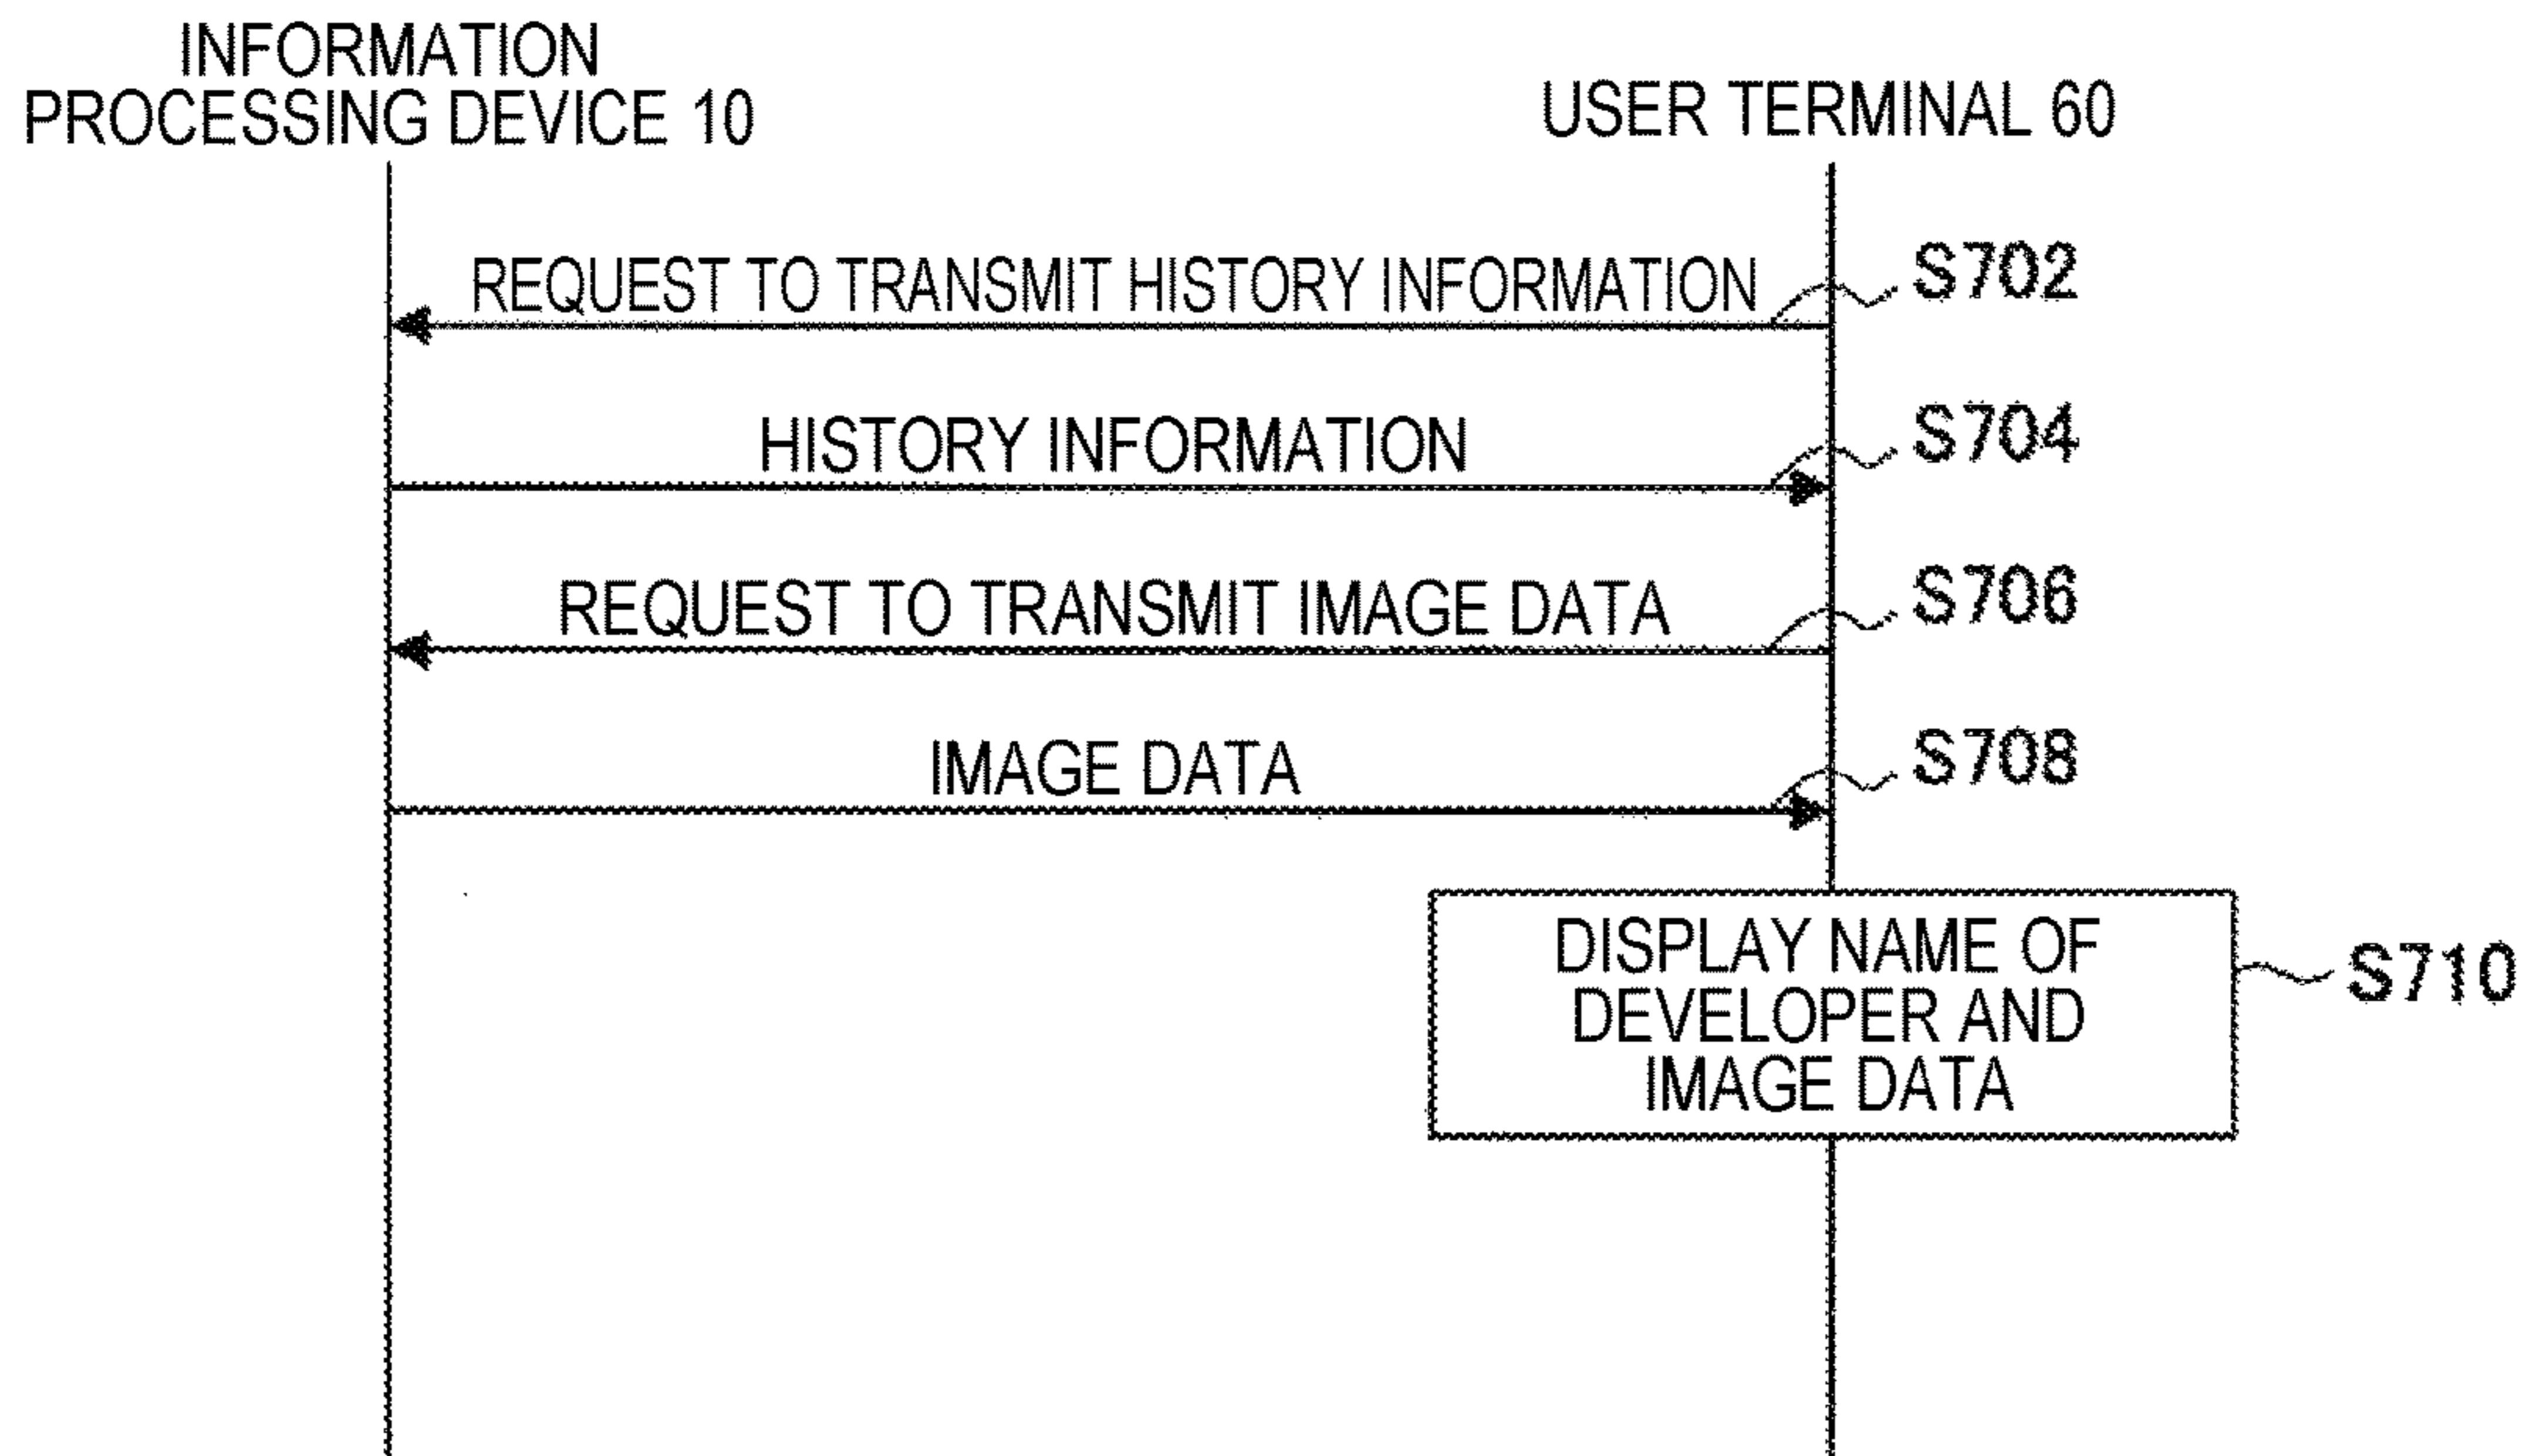 INFORMATION
PROCESSING DEVICE 10
USER TERMINAL 60
REQUEST TO TRANSMIT HISTORY INFORMATION
S702
HISTORY INFORMATION
S704
REQUEST TO TRANSMIT IMAGE DATA
S706
IMAGE DATA
S708
DISPLAY NAME OF
DEVELOPER AND
IMAGE DATA
S710